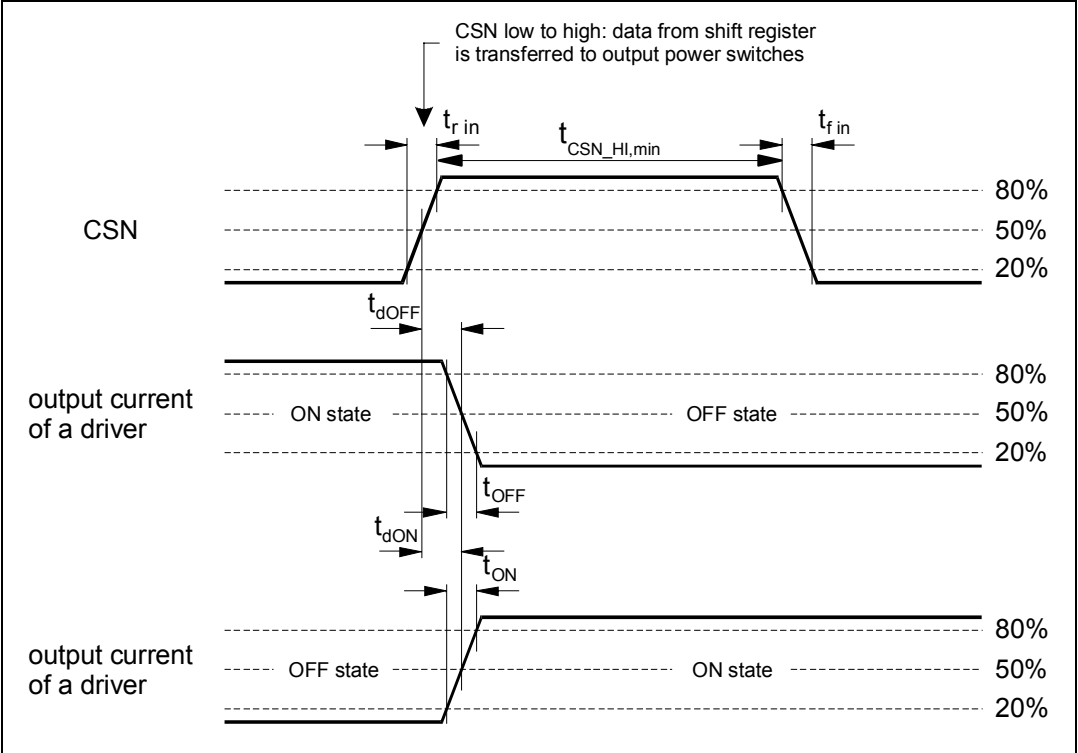 CSN low to high: data from shift register
is transferred to output power switches
t_r in
t_CSN_HI,min
t_f in
CSN
80%
50%
20%
t_dOFF
output current
of a driver
ON state
OFF state
80%
50%
20%
t_OFF
t_dON
t_ON
output current
of a driver
OFF state
ON state
80%
50%
20%